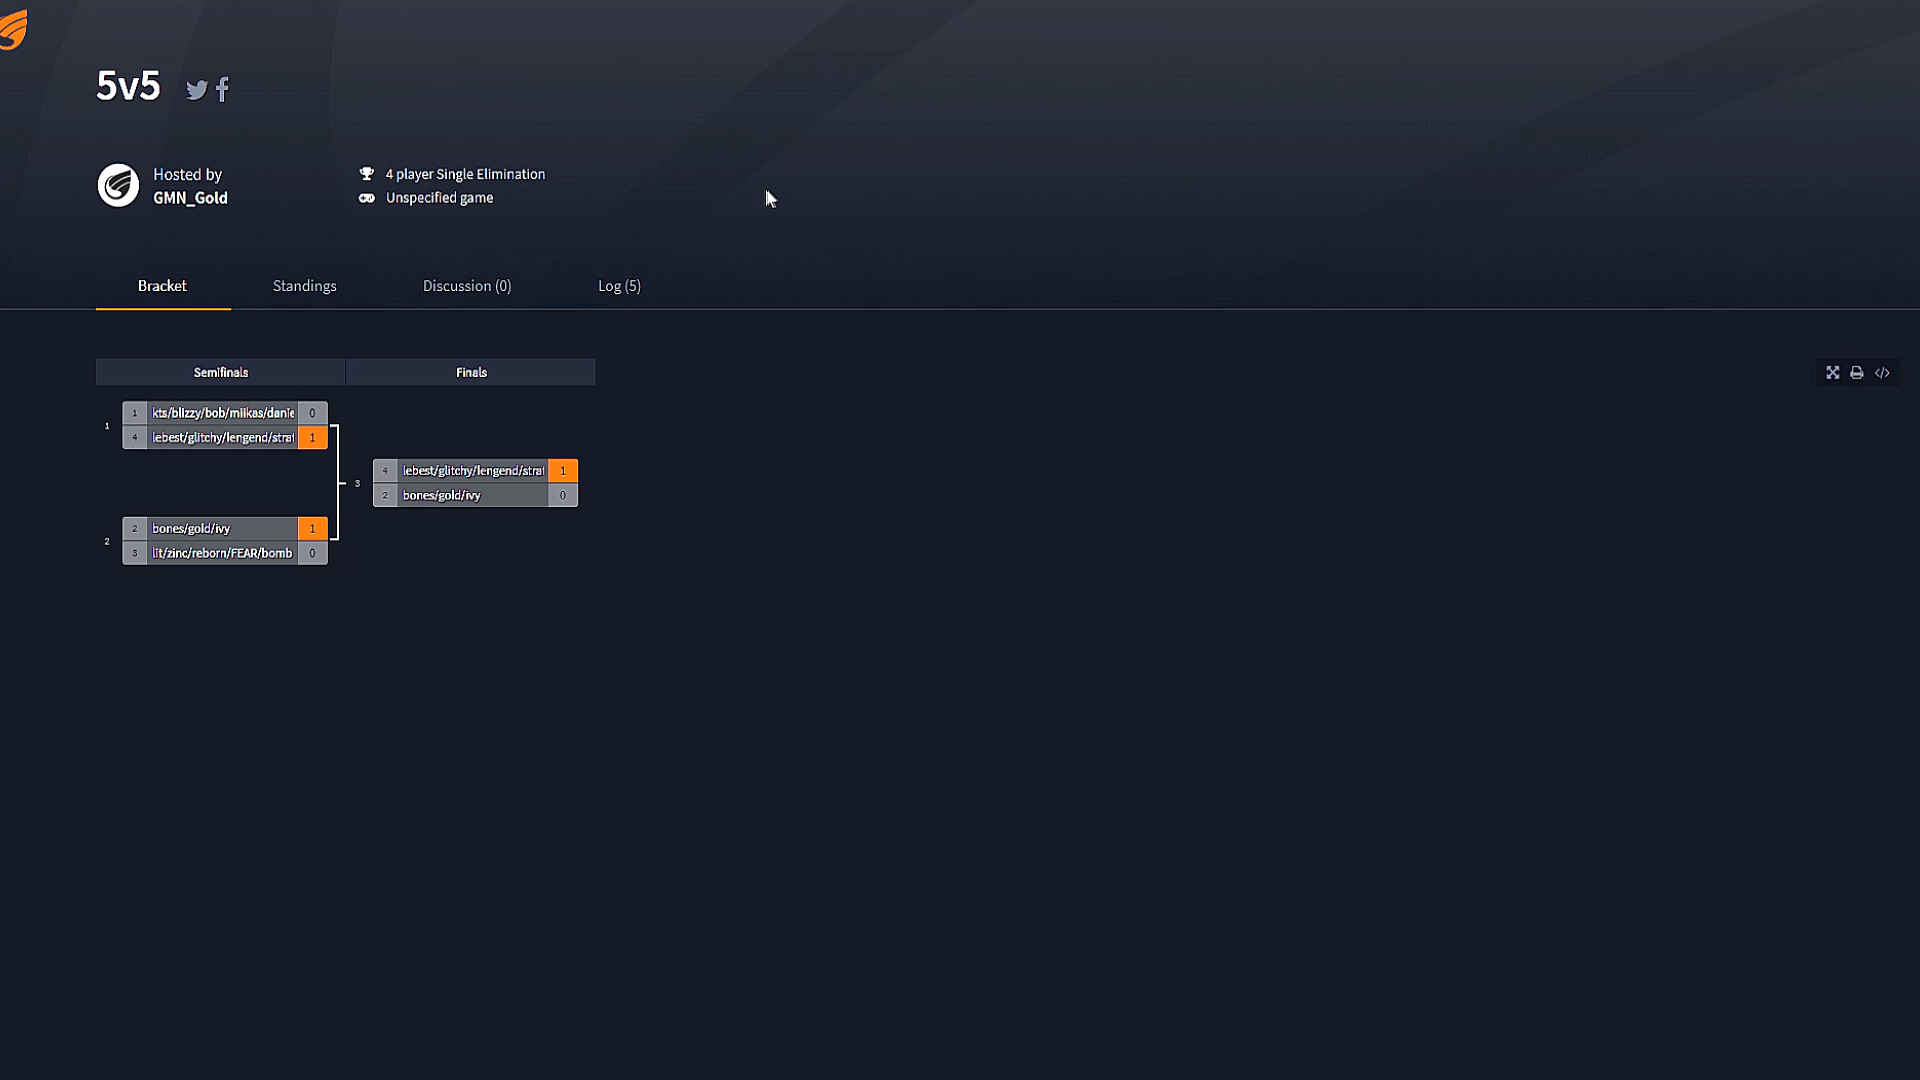 5v5
Hosted by
GMN_Gold
4 player Single Elimination
Unspecified game
Bracket Standings Discussion (0) Log (5)
Semifinals Finals
1
1 kts/blizzy/bob/miikas/danie 0
4 lebest/glitchy/lengend/strat 1
3
4 lebest/glitchy/lengend/strat 1
2 bones/gold/ivy 0
2
2 bones/gold/ivy 1
3 lit/zinc/reborn/FEAR/bomb 0